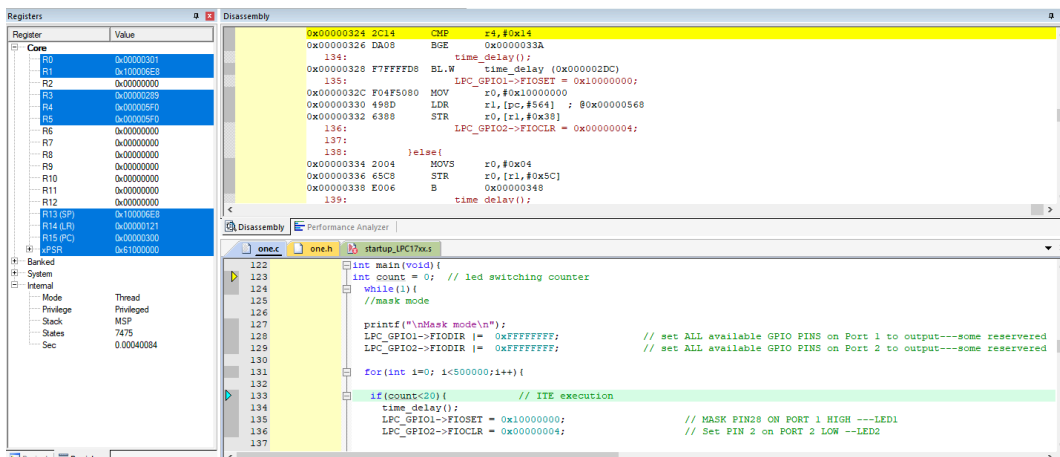 Registers
Register Value
Core
R0 0x00000301
R1 0x100006E8
R2 0x00000000
R3 0x00000289
R4 0x000005F0
R5 0x000005F0
R6 0x00000000
R7 0x00000000
R8 0x00000000
R9 0x00000000
R10 0x00000000
R11 0x00000000
R12 0x00000000
R13 (SP) 0x100006E8
R14 (LR) 0x00000121
R15 (PC) 0x00000300
xPSR 0x61000000
Banked
System
Internal
Mode Thread
Privilege Privileged
Stack MSP
States 7475
Sec 0.00040084
Disassembly
0x00000324 2C14 CMP r4,#0x14
0x00000326 DA08 BGE 0x0000033A
134: time_delay();
0x00000328 F7FFFFD8 BL.W time_delay (0x000002DC)
135: LPC_GPIO1->FIOSET = 0x10000000;
0x0000032C F04F5080 MOV r0,#0x10000000
0x00000330 498D LDR r1,[pc,#564] ; @0x00000568
0x00000332 6388 STR r0,[r1,#0x38]
136: LPC_GPIO2->FIOCLR = 0x00000004;
137:
138: }else{
0x00000334 2004 MOVS r0,#0x04
0x00000336 65C8 STR r0,[r1,#0x5C]
0x00000338 E006 B 0x00000348
139: time_delay();
Disassembly Performance Analyzer
one.c one.h startup_LPC17xx.s
122 int main(void){
123 int count = 0; // led switching counter
124 while(1){
125 //mask mode
126
127 printf("\nMask mode\n");
128 LPC_GPIO1->FIODIR |= 0xFFFFFFFF; // set ALL available GPIO PINS on Port 1 to output---some reservered
129 LPC_GPIO2->FIODIR |= 0xFFFFFFFF; // set ALL available GPIO PINS on Port 2 to output---some reservered
130
131 for(int i=0; i<500000;i++){
132
133 if(count<20){ // ITE execution
134 time_delay();
135 LPC_GPIO1->FIOSET = 0x10000000; // MASK PIN28 ON PORT 1 HIGH ---LED1
136 LPC_GPIO2->FIOCLR = 0x00000004; // Set PIN 2 on PORT 2 LOW --LED2
137